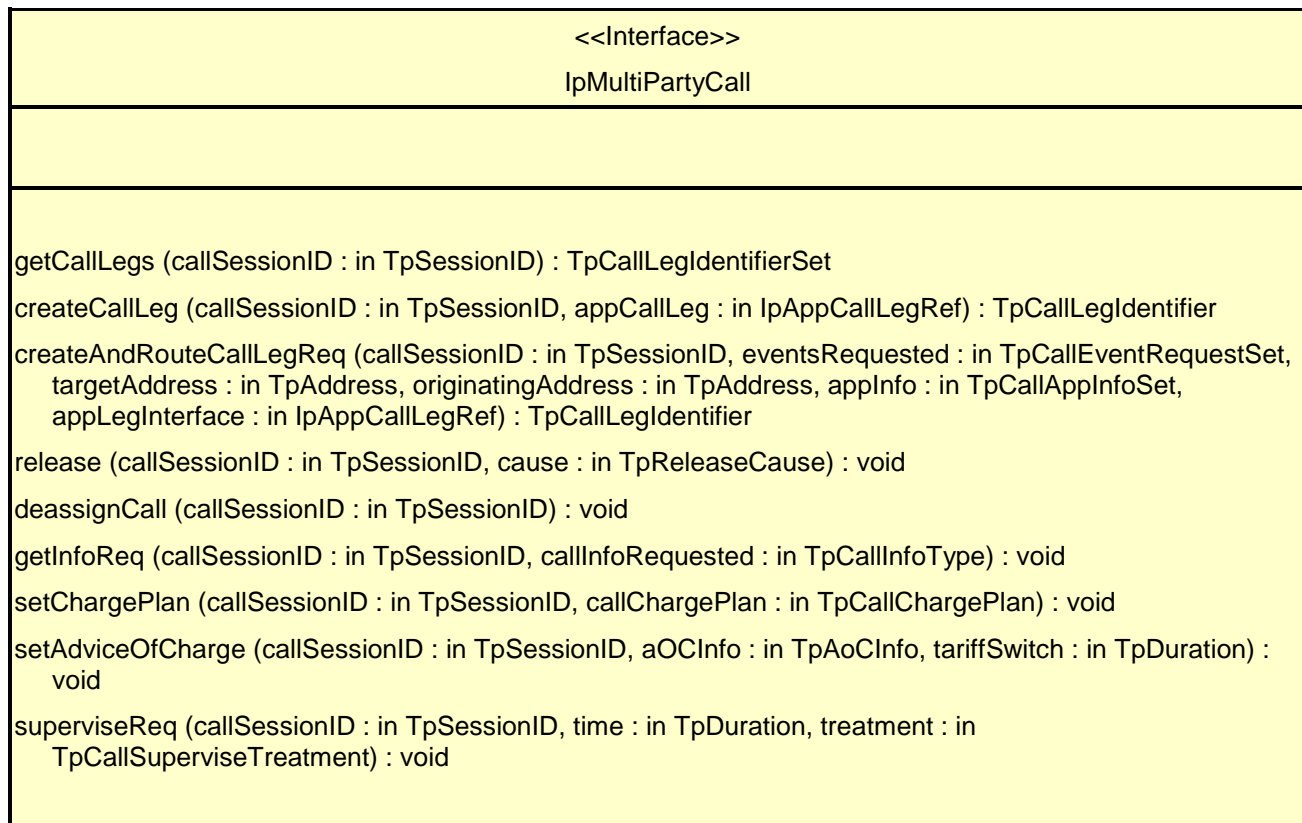 <<Interface>>
IpMultiPartyCall
getCallLegs (callSessionID : in TpSessionID) : TpCallLegIdentifierSet
createCallLeg (callSessionID : in TpSessionID, appCallLeg : in IpAppCallLegRef) : TpCallLegIdentifier
createAndRouteCallLegReq (callSessionID : in TpSessionID, eventsRequested : in TpCallEventRequestSet,
targetAddress : in TpAddress, originatingAddress : in TpAddress, appInfo : in TpCallAppInfoSet,
appLegInterface : in IpAppCallLegRef) : TpCallLegIdentifier
release (callSessionID : in TpSessionID, cause : in TpReleaseCause) : void
deassignCall (callSessionID : in TpSessionID) : void
getInfoReq (callSessionID : in TpSessionID, callInfoRequested : in TpCallInfoType) : void
setChargePlan (callSessionID : in TpSessionID, callChargePlan : in TpCallChargePlan) : void
setAdviceOfCharge (callSessionID : in TpSessionID, aOCInfo : in TpAoCInfo, tariffSwitch : in TpDuration) :
void
superviseReq (callSessionID : in TpSessionID, time : in TpDuration, treatment : in
TpCallSuperviseTreatment) : void